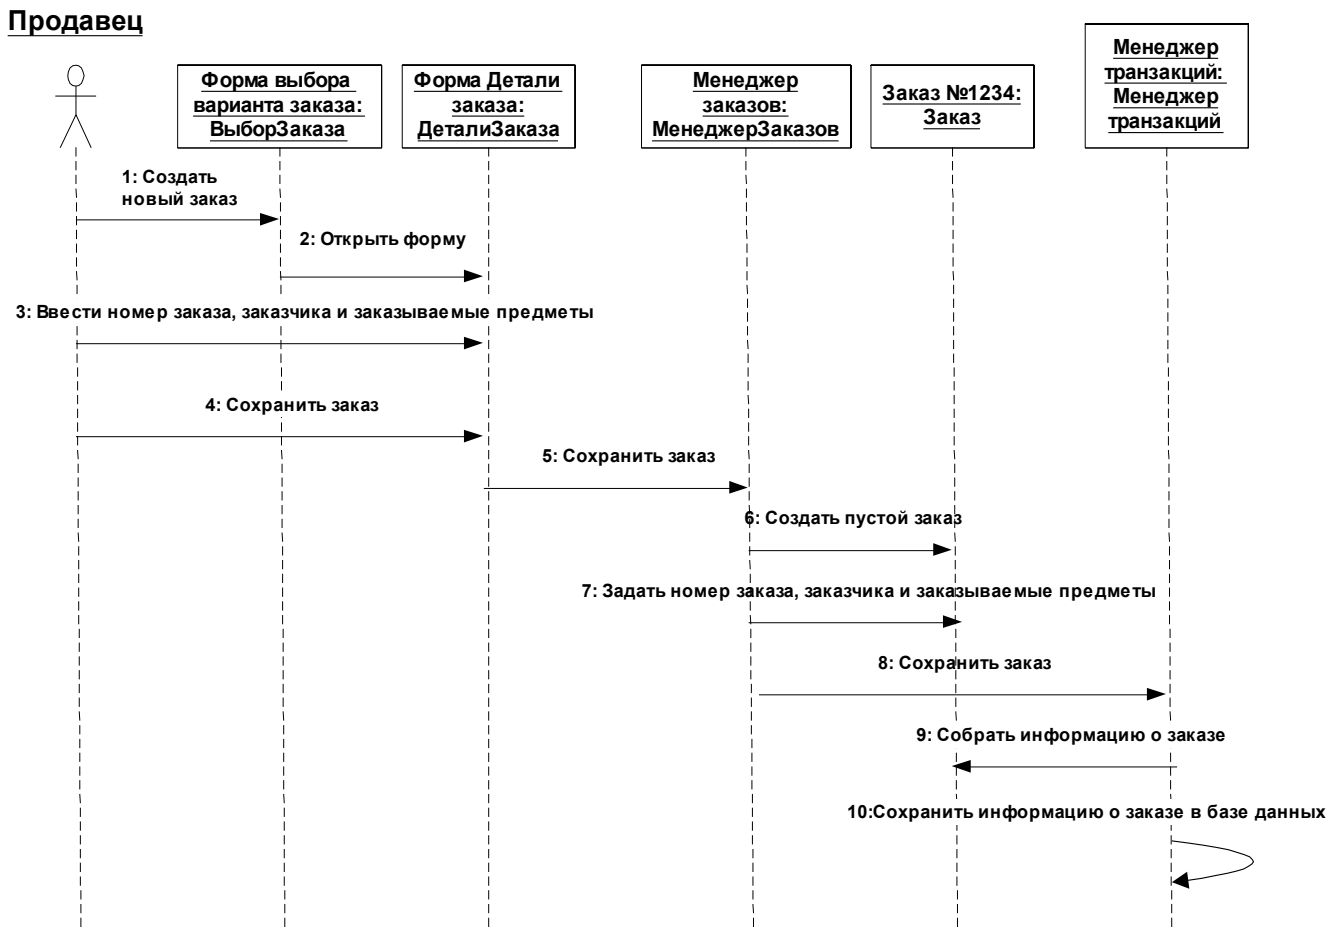 Продавец
Форма выбора
варианта заказа:
ВыборЗаказа
Форма Детали
заказа:
ДеталиЗаказа
Менеджер
заказов:
МенеджерЗаказов
Заказ №1234:
Заказ
Менеджер
транзакций:
Менеджер
транзакций
1: Создать
новый заказ
2: Открыть форму
3: Ввести номер заказа, заказчика и заказываемые предметы
4: Сохранить заказ
5: Сохранить заказ
6: Создать пустой заказ
7: Задать номер заказа, заказчика и заказываемые предметы
8: Сохранить заказ
9: Собрать информацию о заказе
10:Сохранить информацию о заказе в базе данных